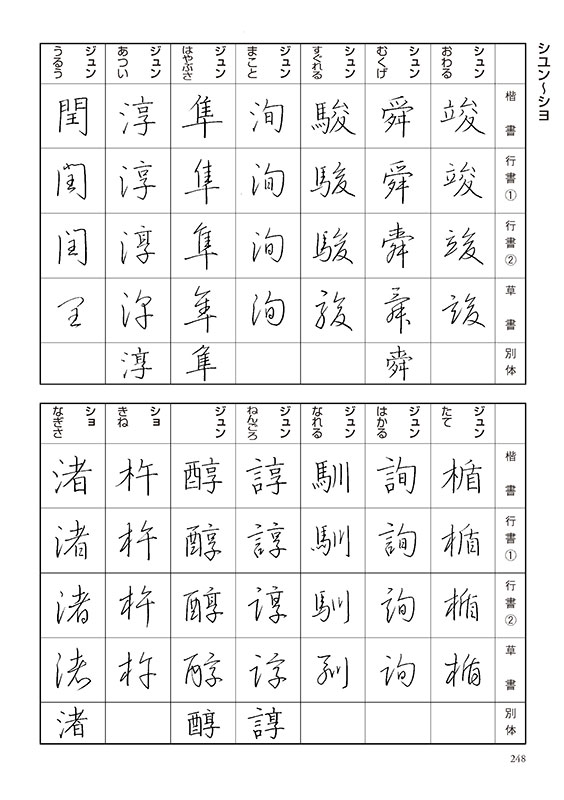 シユン～ショ
楷書 行書① 行書② 草書 別体
シュン
おわる
竣 竣 竣 竣
シュン
むくげ
舜 舜 舜 舜 舜
シュン
すぐれる
駿 駿 駿 駿
ジュン
まこと
洵 洵 洵 洵
ジュン
はやぶさ
隼 隼 隼 隼 隼
ジュン
あつい
淳 淳 淳 淳 淳
ジュン
うるう
閏 閏 閏 閏
楷書 行書① 行書② 草書 別体
ジュン
たて
楯 楯 楯 楯
ジュン
はかる
詢 詢 詢 詢
ジュン
なれる
馴 馴 馴 馴
ジュン
ねんごろ
諄 諄 諄 諄 諄
ジュン
醇 醇 醇 醇 醇
ショ
きね
杵 杵 杵 杵
ショ
なぎさ
渚 渚 渚 渚 渚
248